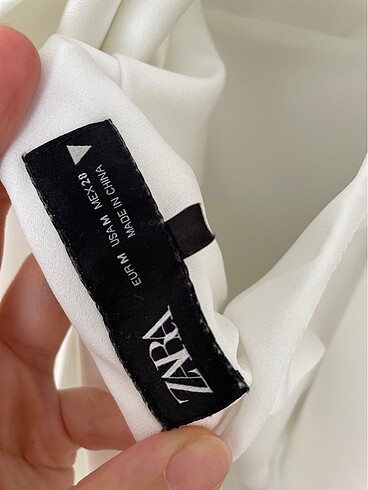 ZARA
EUR M USA M MEX 28
MADE IN CHINA